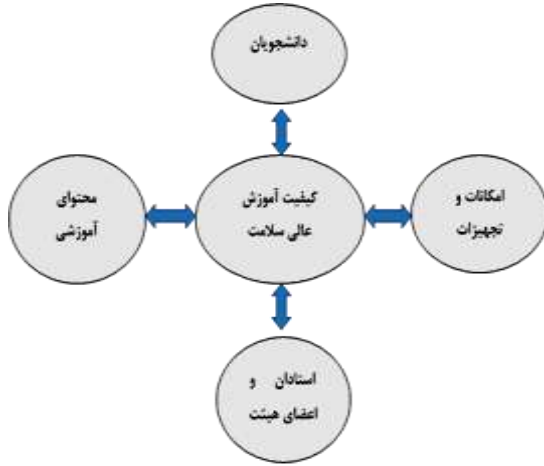 دانشجویان
امکانات و
تجهیزات
کیفیت آموزش
عالی سلامت
محتوای
آموزشی
استادان و
اعضای هیئت